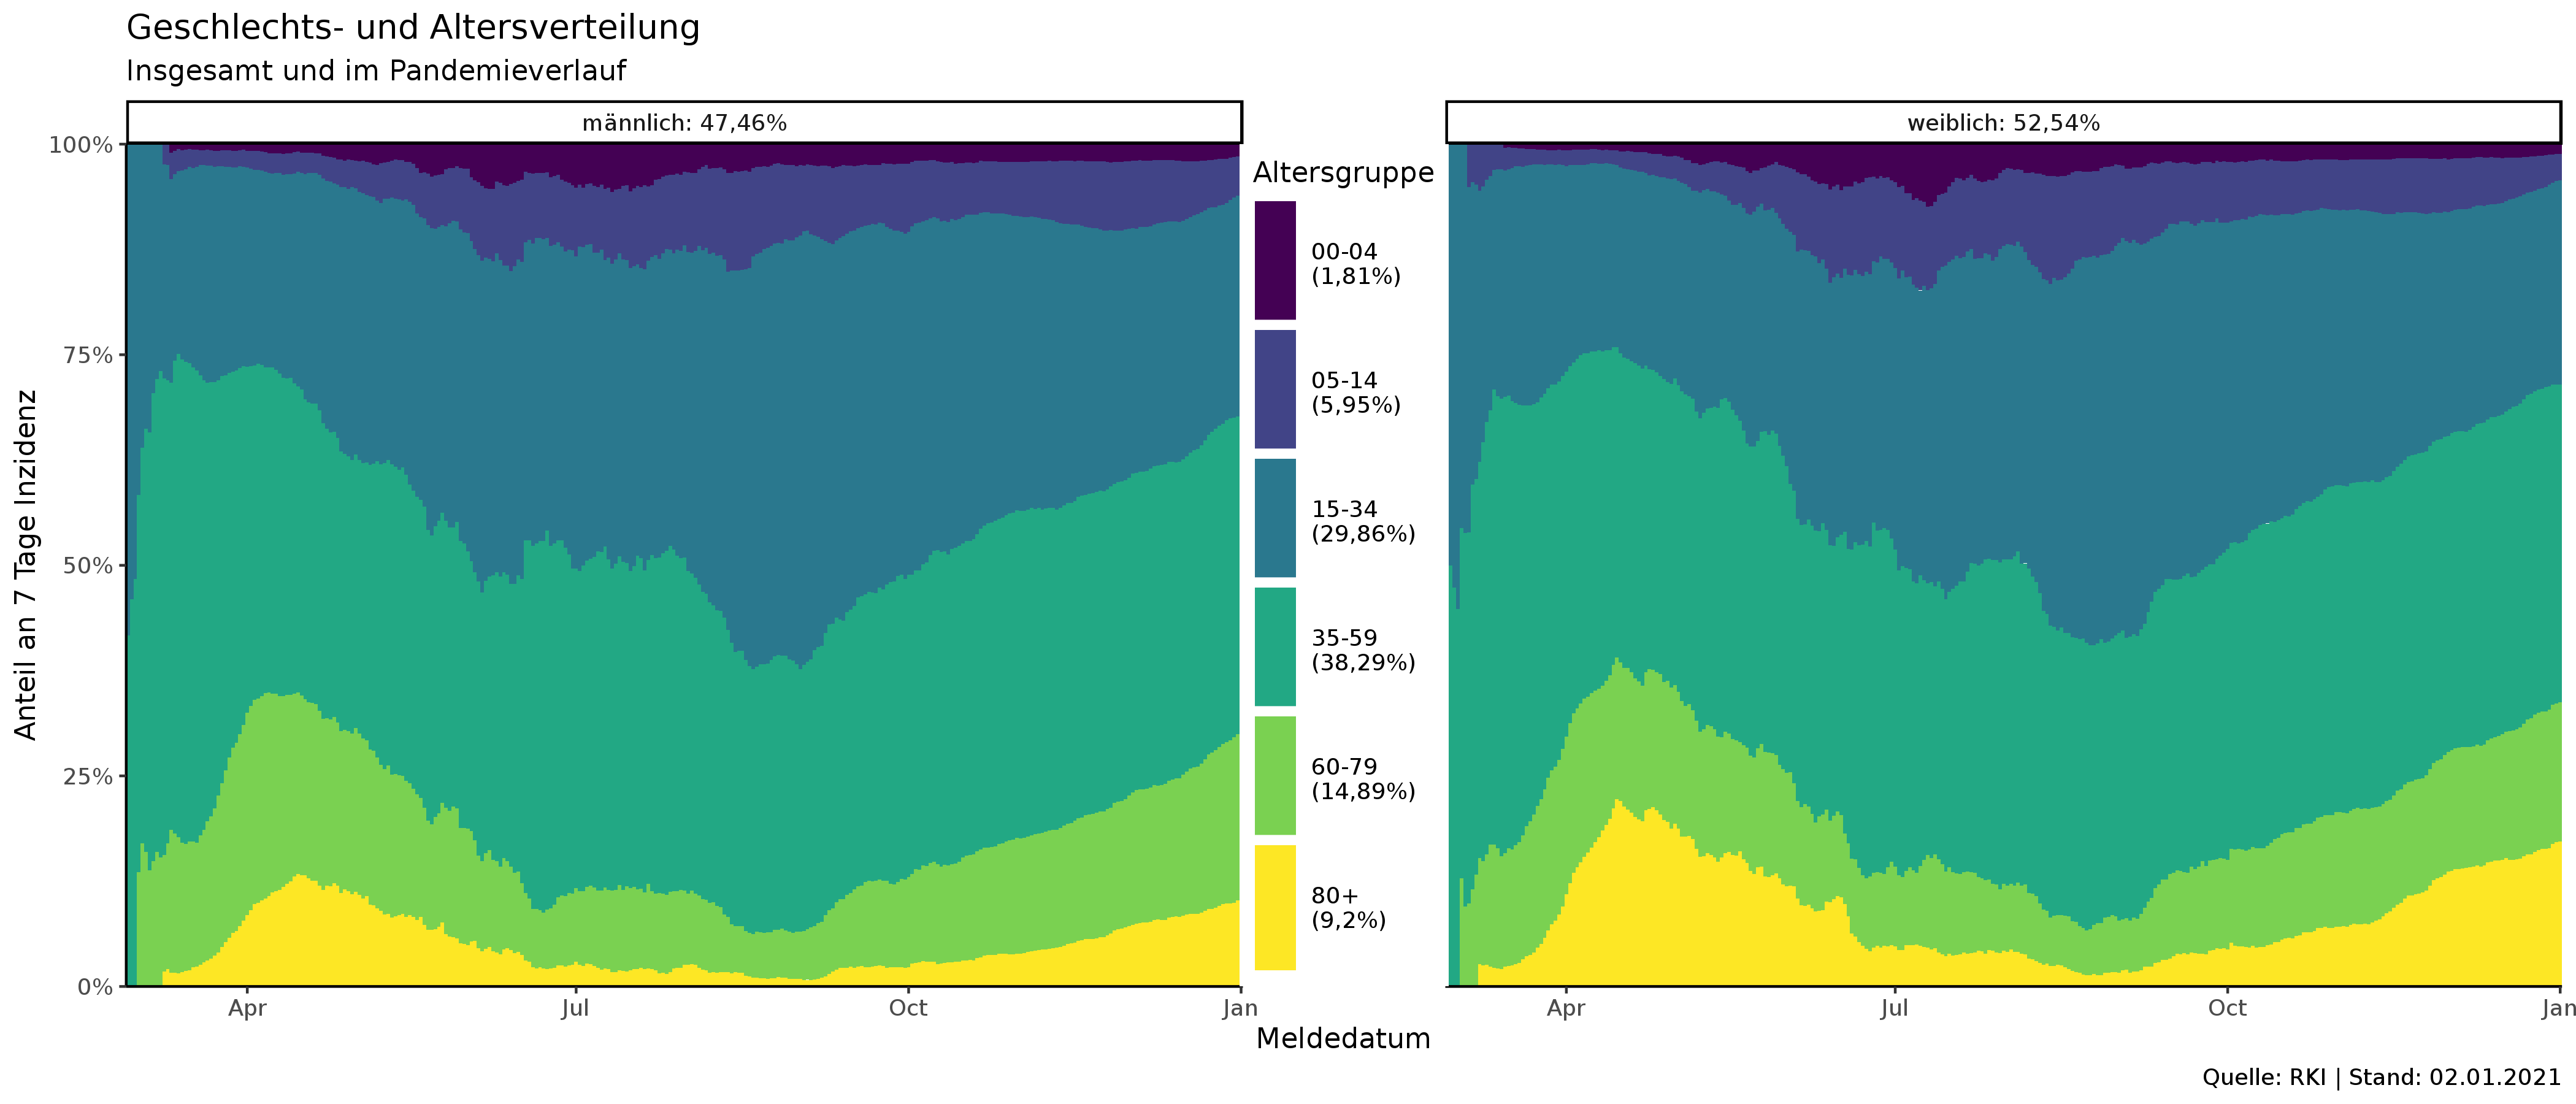 Geschlechts- und Altersverteilung
Insgesamt und im Pandemieverlauf
männlich: 47,46%
weiblich: 52,54%
Anteil an 7 Tage Inzidenz
100%
75%
50%
25%
0%
Apr
Jul
Oct
Jan
Altersgruppe
00-04
(1,81%)
05-14
(5,95%)
15-34
(29,86%)
35-59
(38,29%)
60-79
(14,89%)
80+
(9,2%)
Apr
Jul
Oct
Jan
Meldedatum
Quelle: RKI | Stand: 02.01.2021